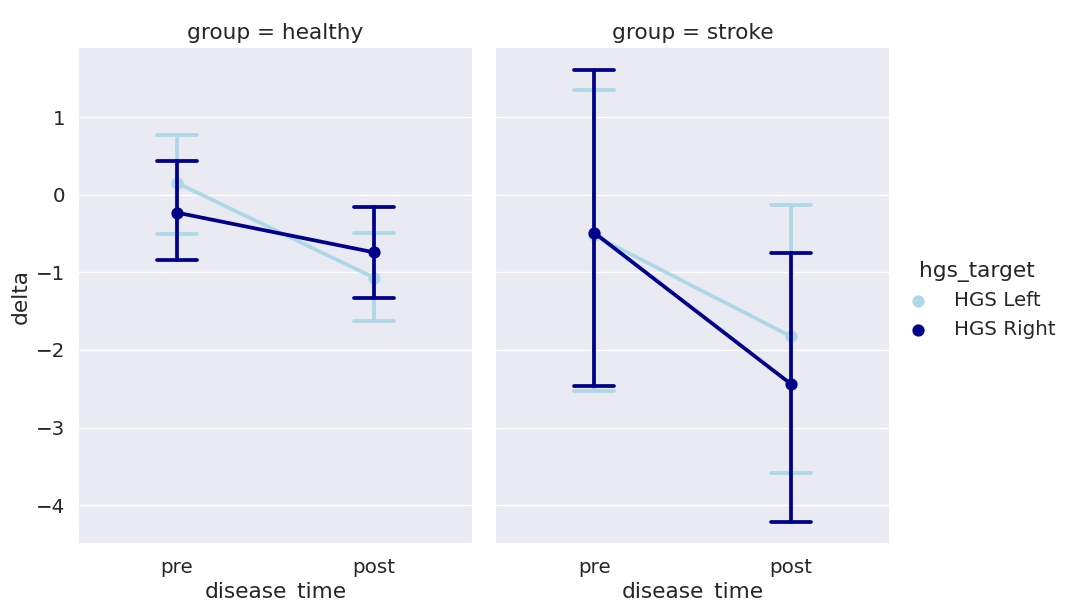 group = healthy
group = stroke
delta
1
0
−1
−2
−3
−4
pre
post
disease_time
pre
post
disease_time
hgs_target
HGS Left
HGS Right